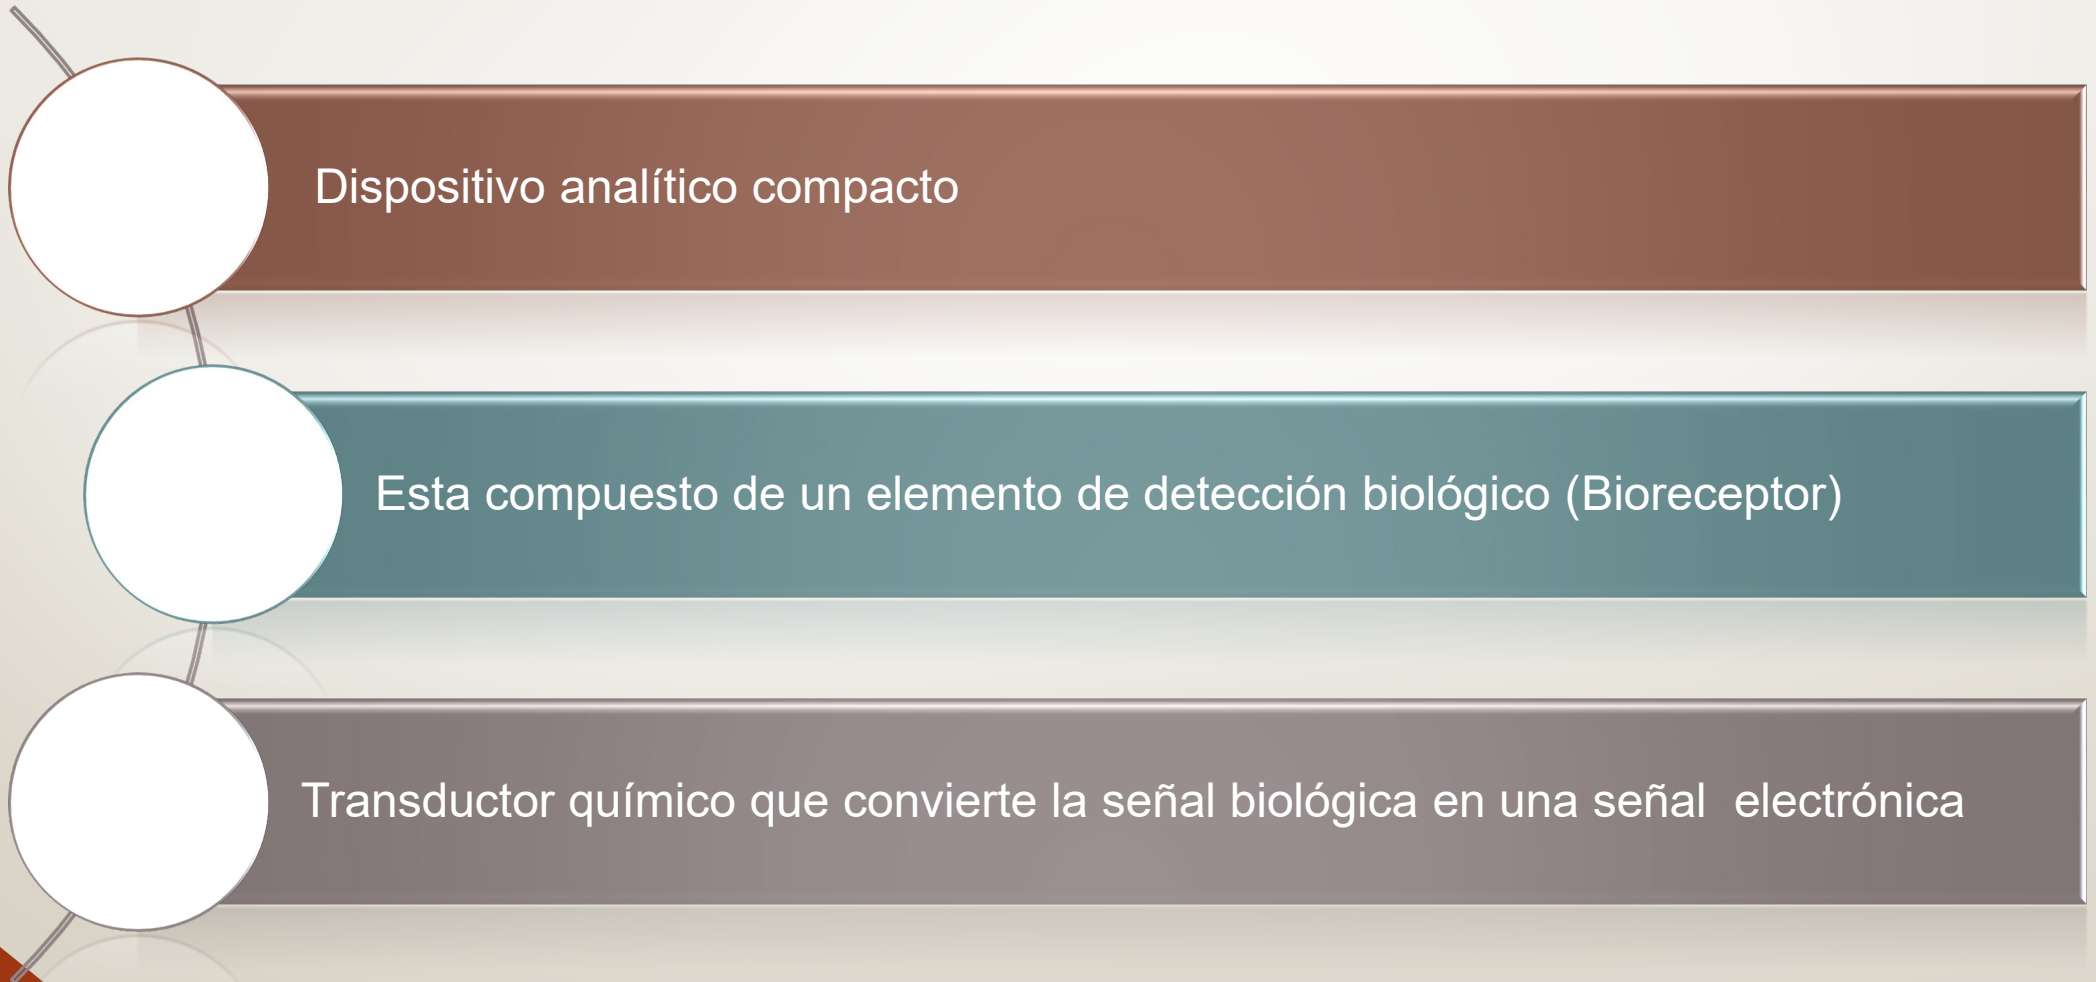 Dispositivo analítico compacto
Esta compuesto de un elemento de detección biológico (Bioreceptor)
Transductor químico que convierte la señal biológica en una señal  electrónica